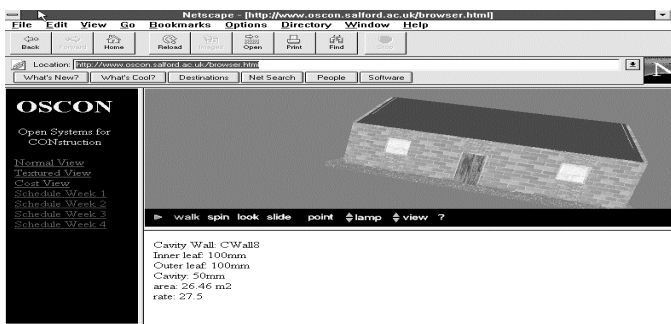 Netscape - [http://www.oscon.salford.ac.uk/browser.html]
File Edit View Go Bookmarks Options Directory Window Help
Back Forward Home Reload Images Open Print Find Stop
Location: http://www.oscon.salford.ac.uk/browser.html
What's New? What's Cool? Destinations Net Search People Software
N
OSCON
Open Systems for
CONstruction
Normal View
Textured View
Cost View
Schedule Week 1
Schedule Week 2
Schedule Week 3
Schedule Week 4
walk spin look slide point lamp view ?
Cavity Wall: CWall8
Inner leaf: 100mm
Outer leaf: 100mm
Cavity: 50mm
area: 26.46 m2
rate: 27.5